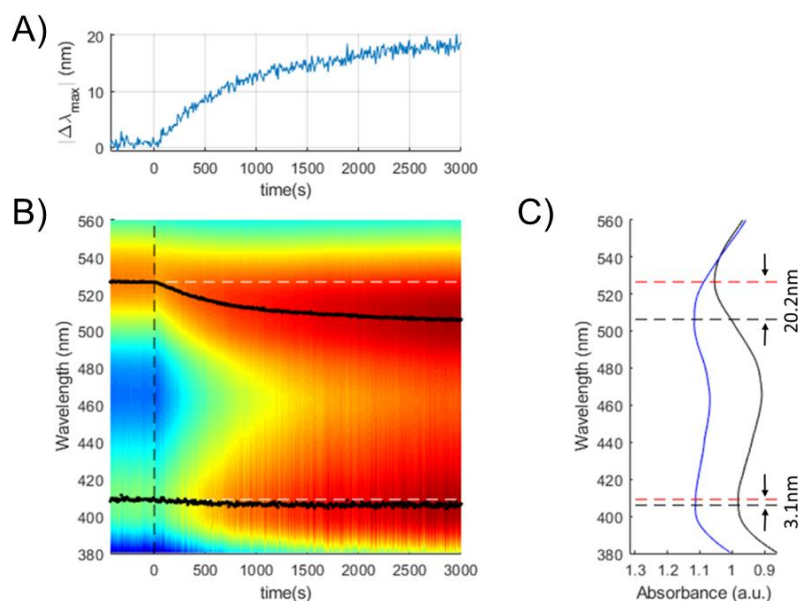 A)
|Δλmax| (nm)
20
10
0
0 500 1000 1500 2000 2500 3000
time(s)
B)
Wavelength (nm)
560
540
520
500
480
460
440
420
400
380
0 500 1000 1500 2000 2500 3000
time(s)
C)
Wavelength (nm)
560
540
520
500
480
460
440
420
400
380
1.3 1.2 1.1 1 0.9
Absorbance (a.u.)
20.2nm
3.1nm